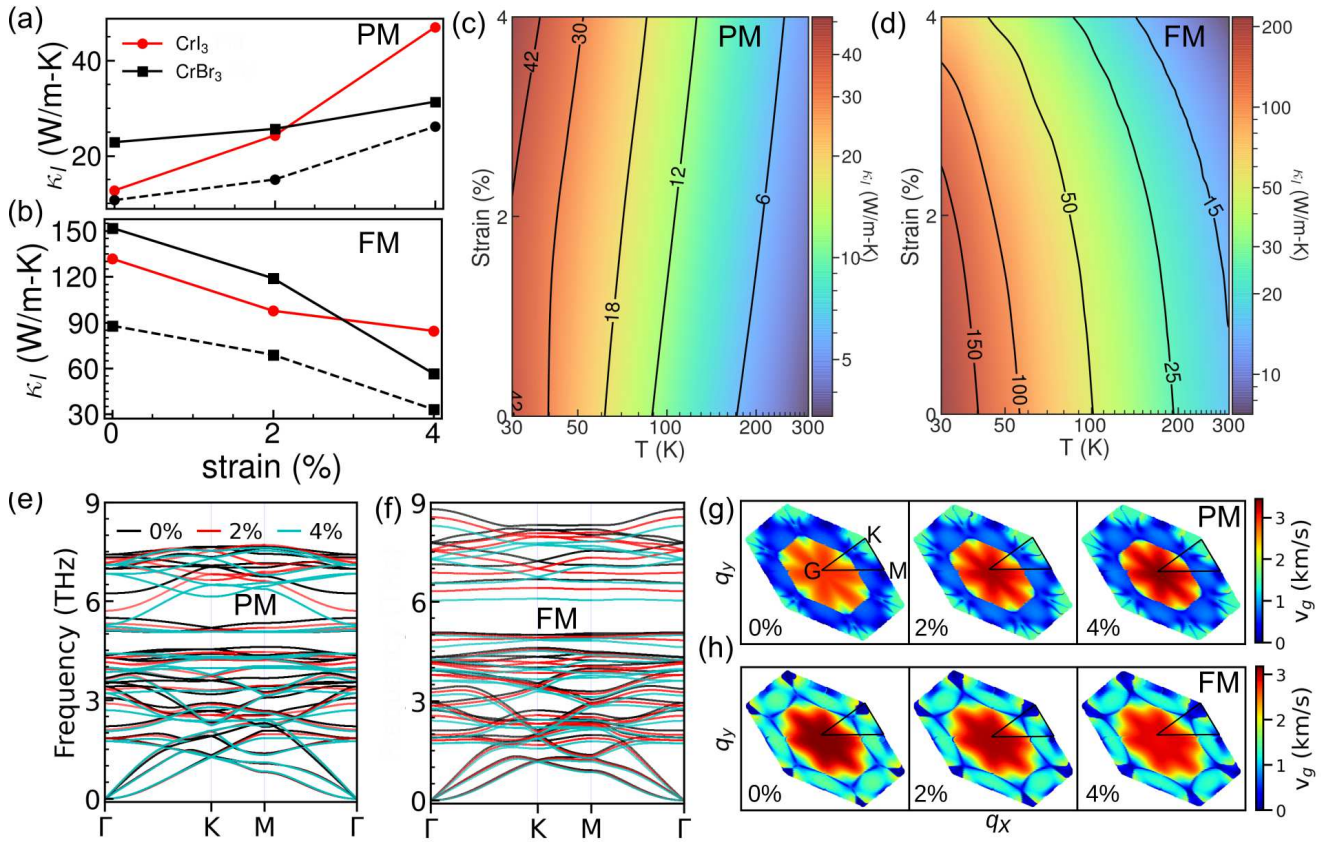 (a)
PM
CrI3
CrBr3
40
20
κl (W/m-K)
(b)
FM
150
120
90
60
30
κl (W/m-K)
0 2 4
strain (%)
(c)
PM
4
2
0
Strain (%)
42
30
18
12
6
30 50 100 200 300
T (K)
40
30
20
10
5
κl (W/m-K)
(d)
FM
4
2
0
Strain (%)
150
100
50
25
15
30 50 100 200 300
T (K)
200
100
50
30
20
10
κl (W/m-K)
(e)
9
6
3
0
Frequency (THz)
0% 2% 4%
PM
Γ K M Γ
(f)
9
6
3
0
FM
Γ K M Γ
(g)
PM
qy
G
K
M
0% 2% 4%
3
2
1
0
vg (km/s)
(h)
FM
qy
0% 2% 4%
qx
3
2
1
0
vg (km/s)